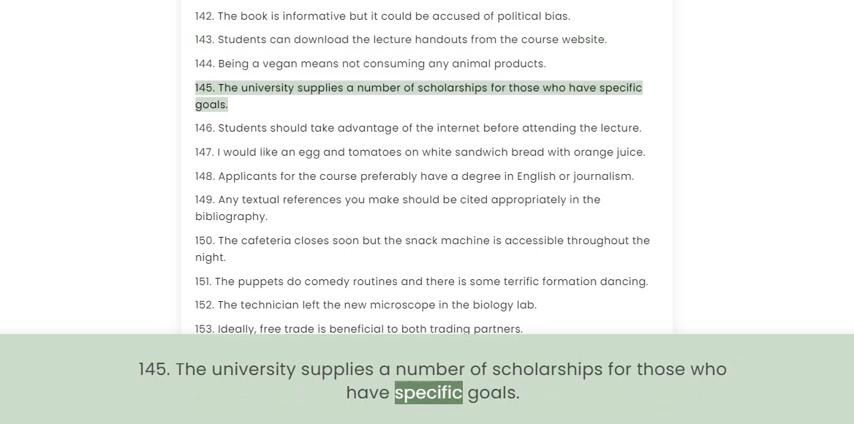 142. The book is informative but it could be accused of political bias.
143. Students can download the lecture handouts from the course website.
144. Being a vegan means not consuming any animal products.
145. The university supplies a number of scholarships for those who have specific
goals.
146. Students should take advantage of the internet before attending the lecture.
147. I would like an egg and tomatoes on white sandwich bread with orange juice.
148. Applicants for the course preferably have a degree in English or journalism.
149. Any textual references you make should be cited appropriately in the
bibliography.
150. The cafeteria closes soon but the snack machine is accessible throughout the
night.
151. The puppets do comedy routines and there is some terrific formation dancing.
152. The technician left the new microscope in the biology lab.
153. Ideally, free trade is beneficial to both trading partners.
145. The university supplies a number of scholarships for those who
have specific goals.